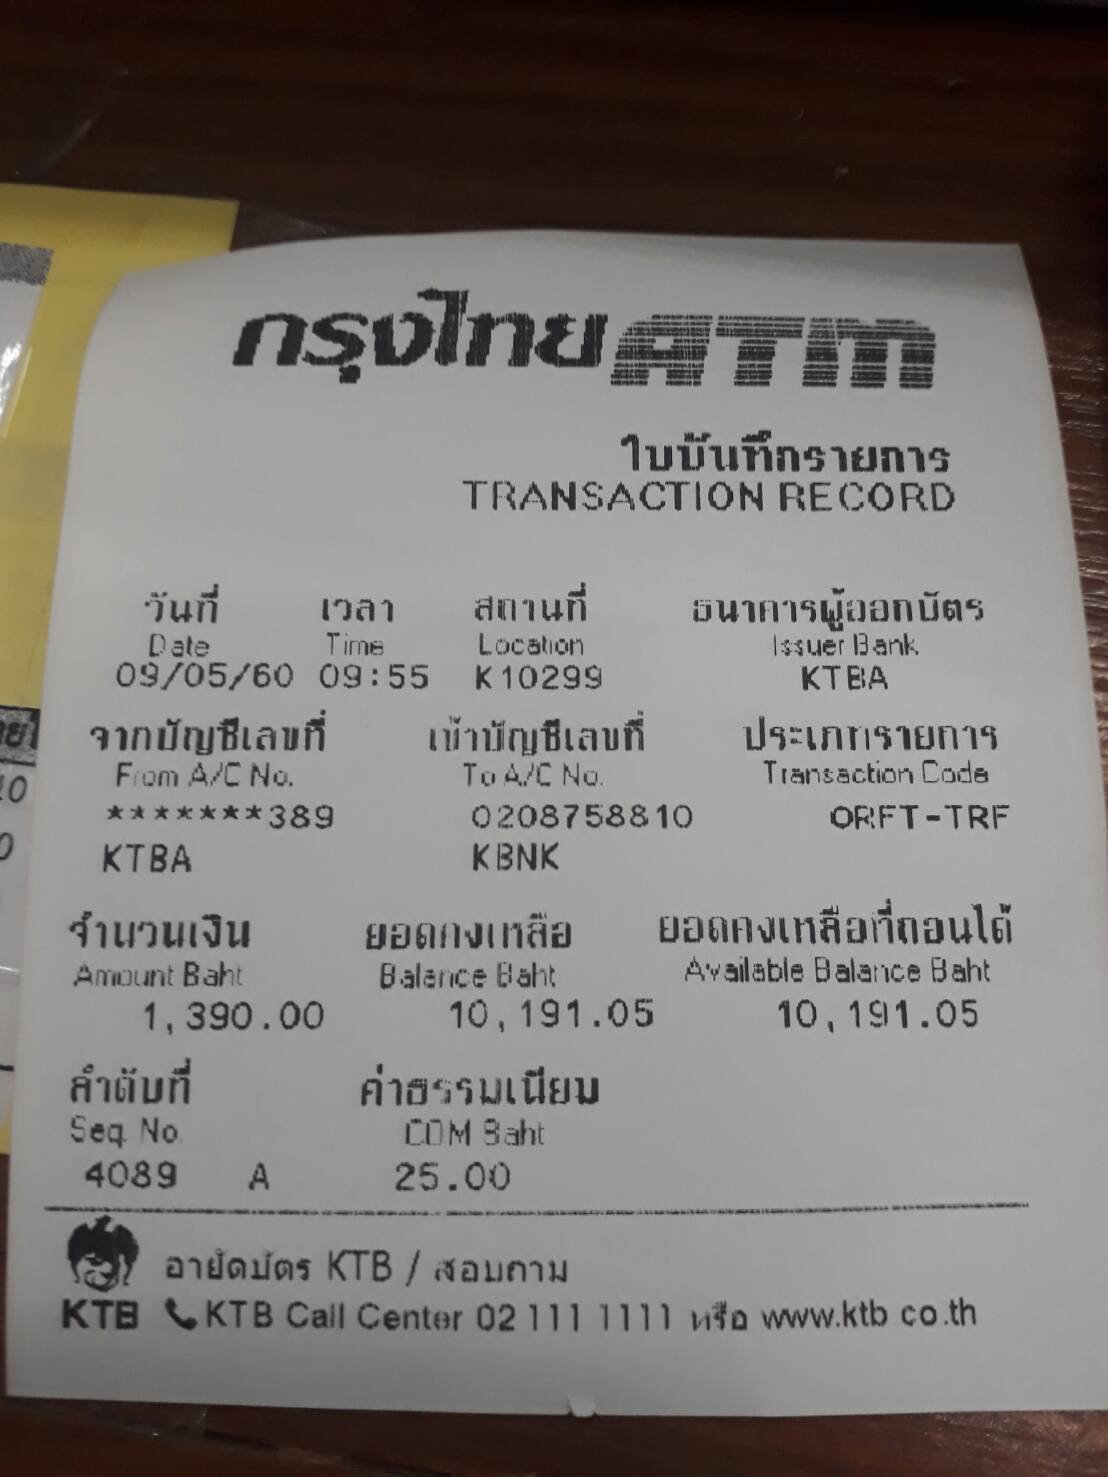 กรุงไทย ATM
ใบบันทึกรายการ
TRANSACTION RECORD
วันที่ เวลา สถานที่ ธนาคารผู้ออกบัตร
Date Time Location Issuer Bank
09/05/60 09:55 K10299 KTBA
จากบัญชีเลขที่ เข้าบัญชีเลขที่ ประเภทรายการ
From A/C No. To A/C No. Transaction Code
*******389 0208758810 ORFT-TRF
KTBA KBNK
จำนวนเงิน ยอดคงเหลือ ยอดคงเหลือที่ถอนได้
Amount Baht Balance Baht Available Balance Baht
1,390.00 10,191.05 10,191.05
ลำดับที่ ค่าธรรมเนียม
Seq. No. COM Baht
4089 A 25.00
อายัดบัตร KTB / สอบถาม
KTB KTB Call Center 02 111 1111 หรือ www.ktb.co.th